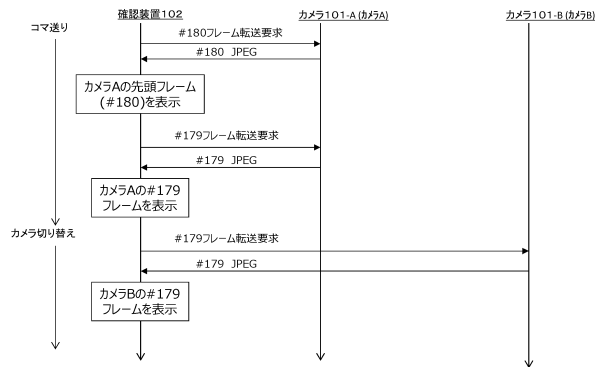 確認装置102
カメラ101-A (カメラA)
カメラ101-B (カメラB)
コマ送り
#180フレーム転送要求
#180 JPEG
カメラAの先頭フレーム
(#180)を表示
#179フレーム転送要求
#179 JPEG
カメラAの#179
フレームを表示
カメラ切り替え
#179フレーム転送要求
#179 JPEG
カメラBの#179
フレームを表示